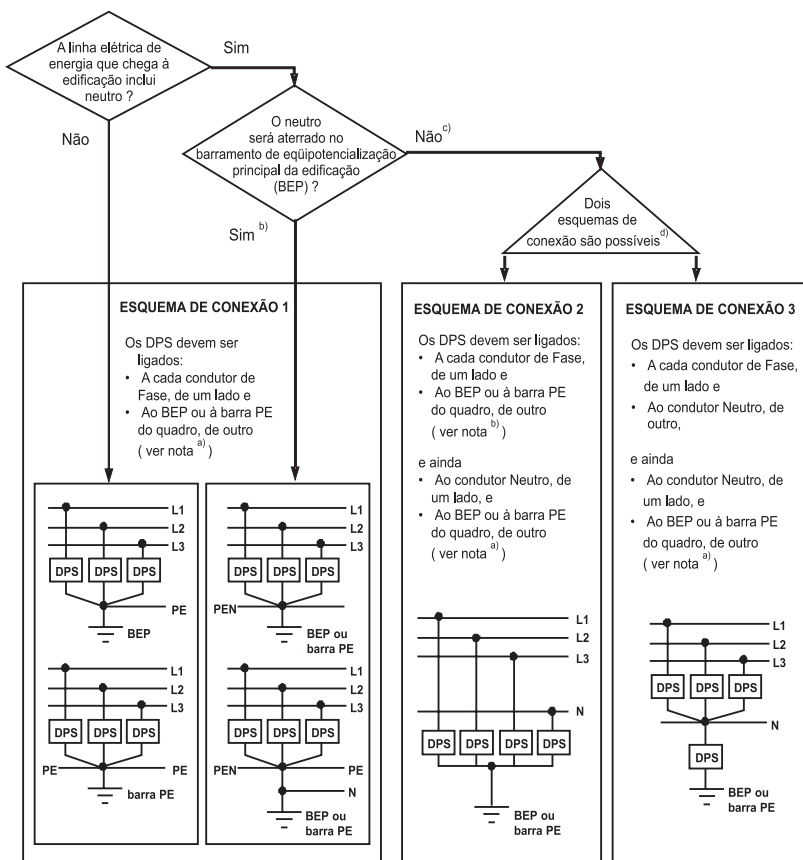 A linha elétrica de
energia que chega à
edificação inclui
neutro ?
Sim
Não
O neutro
será aterrado no
barramento de eqüipotencialização
principal da edificação
(BEP) ?
Não c)
Sim b)
Dois
esquemas de
conexão são possíveis d)
ESQUEMA DE CONEXÃO 1
Os DPS devem ser
ligados:
• A cada condutor de
Fase, de um lado e
• Ao BEP ou à barra PE
do quadro, de outro
( ver nota a) )
L1
L2
L3
DPS DPS DPS
PE
BEP
L1
L2
L3
DPS DPS DPS
PE PE
barra PE
L1
L2
L3
DPS DPS DPS
PEN
BEP ou
barra PE
L1
L2
L3
DPS DPS DPS
PEN PE
N
BEP ou
barra PE
ESQUEMA DE CONEXÃO 2
Os DPS devem ser ligados:
• A cada condutor de Fase,
de um lado e
• Ao BEP ou à barra PE
do quadro, de outro
( ver nota b) )
e ainda
• Ao condutor Neutro, de
um lado, e
• Ao BEP ou à barra PE
do quadro, de outro
( ver nota a) )
L1
L2
L3
N
DPS DPS DPS DPS
BEP ou
barra PE
ESQUEMA DE CONEXÃO 3
Os DPS devem ser ligados:
• A cada condutor de Fase,
de um lado e
• Ao condutor Neutro, de
outro,
e ainda
• Ao condutor Neutro, de
um lado, e
• Ao BEP ou à barra PE
do quadro, de outro
( ver nota a) )
L1
L2
L3
DPS DPS DPS
N
DPS
BEP ou
barra PE